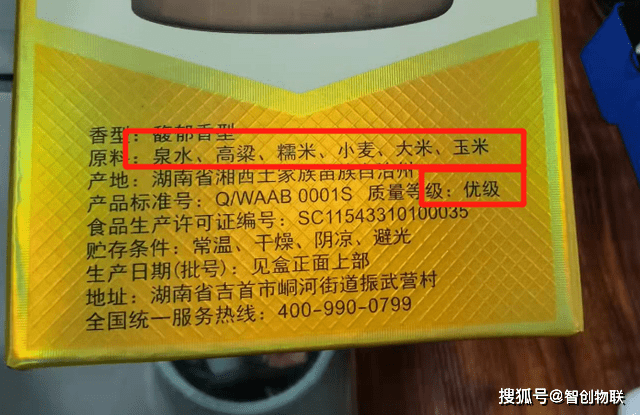 香型：馥郁香型
原料：泉水、高粱、糯米、小麦、大米、玉米
产地：湖南省湘西土家族苗族自治州
产品标准号：Q/WAAB 0001S 质量等级：优级
食品生产许可证编号：SC11543310100035
贮存条件：常温、干燥、阴凉、避光
生产日期(批号)：见盒正面上部
地址：湖南省吉首市峒河街道振武营村
全国统一服务热线：400-990-0799
搜狐号@智创物联